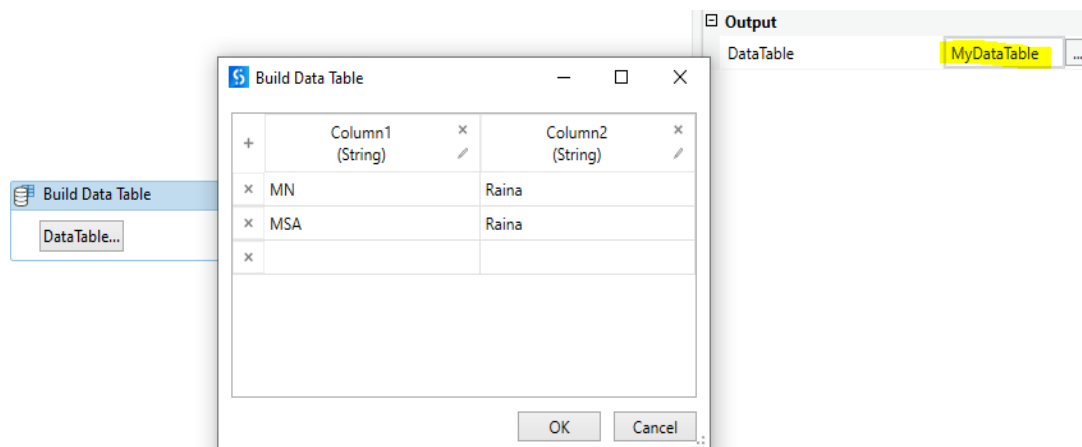 Output
DataTable MyDataTable ...
Build Data Table
Column1 Column2
(String) (String)
MN Raina
Build Data Table
MSA Raina
DataTable...
OK Cancel